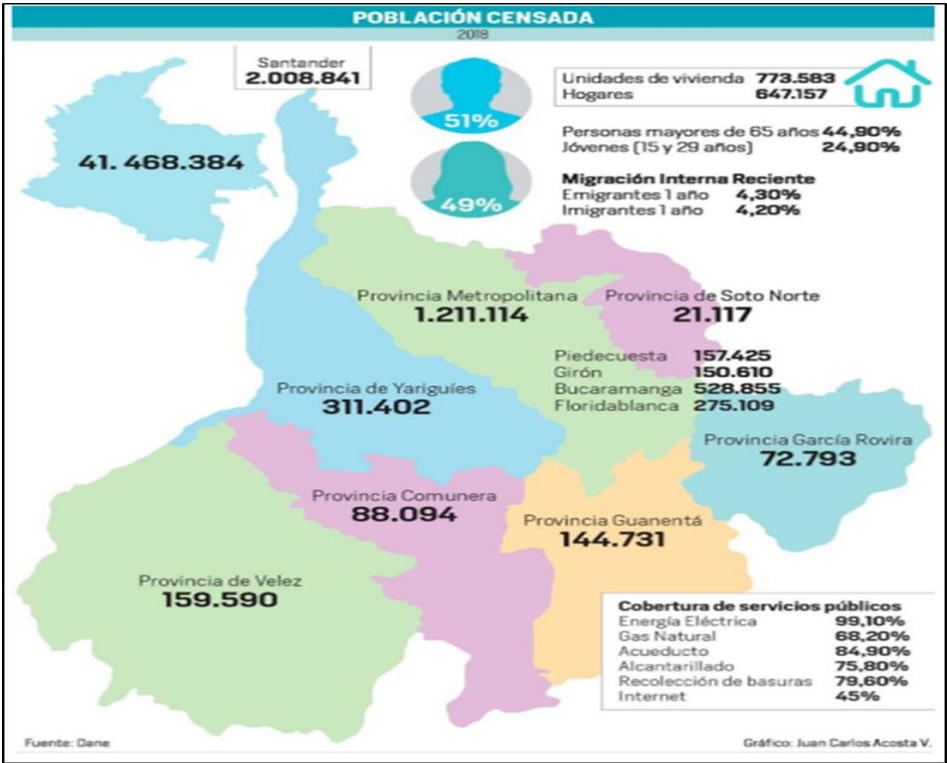 POBLACIÓN CENSADA
2018
Santander
2.008.841
41. 468.384
51%
49%
Unidades de vivienda 773.583
Hogares 647.157
Personas mayores de 65 años 44,90%
Jóvenes (15 y 29 años) 24,90%
Migración Interna Reciente
Emigrantes 1 año 4,30%
Imigrantes 1 año 4,20%
Provincia Metropolitana
1.211.114
Provincia de Soto Norte
21.117
Piedecuesta 157.425
Girón 150.610
Bucaramanga 528.855
Floridablanca 275.109
Provincia de Yariguíes
311.402
Provincia García Rovira
72.793
Provincia Comunera
88.094
Provincia Guanentá
144.731
Provincia de Velez
159.590
Cobertura de servicios públicos
Energía Eléctrica 99,10%
Gas Natural 68,20%
Acueducto 84,90%
Alcantarillado 75,80%
Recolección de basuras 79,60%
Internet 45%
Fuente: Dane
Gráfico: Juan Carlos Acosta V.